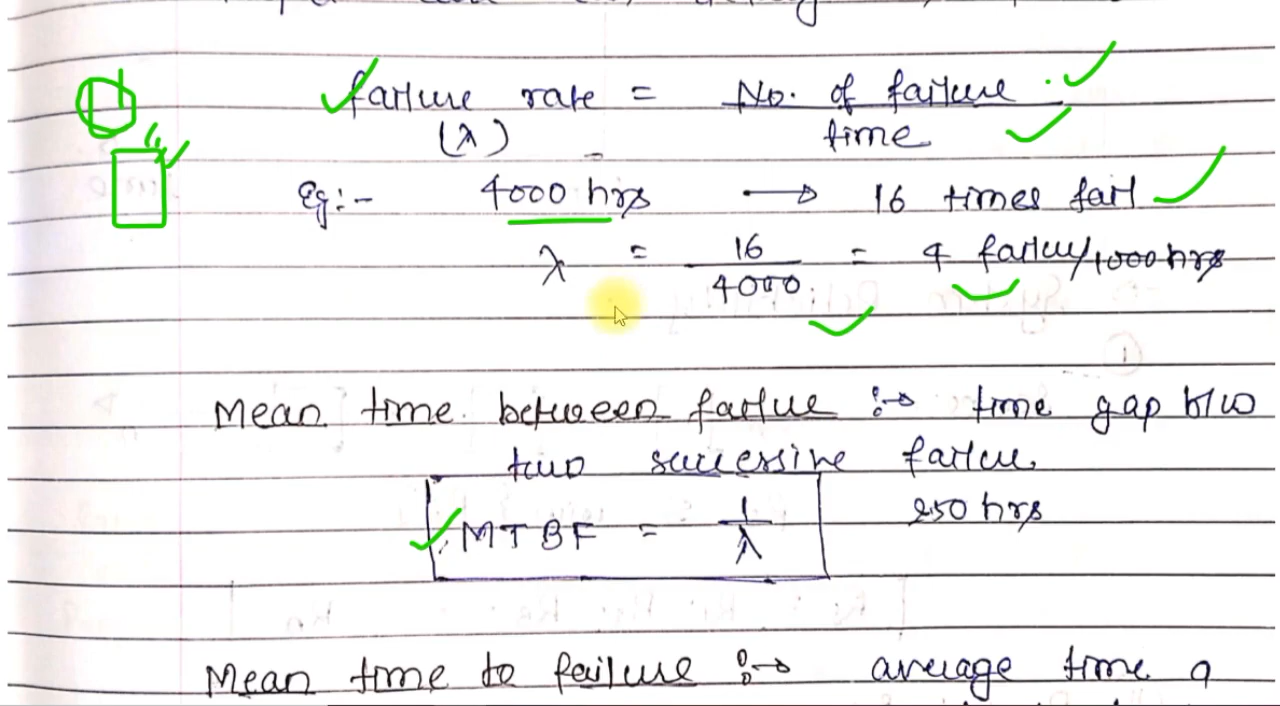 failure rate = No. of failure
(λ) time
Eg:- 4000 hrs → 16 times fail
λ = 16/4000 = 4 failure/1000 hrs
Mean time between failue :→ time gap b/w
two successive failure.
250 hrs
MTBF = 1/λ
Mean time to failure :→ average time a